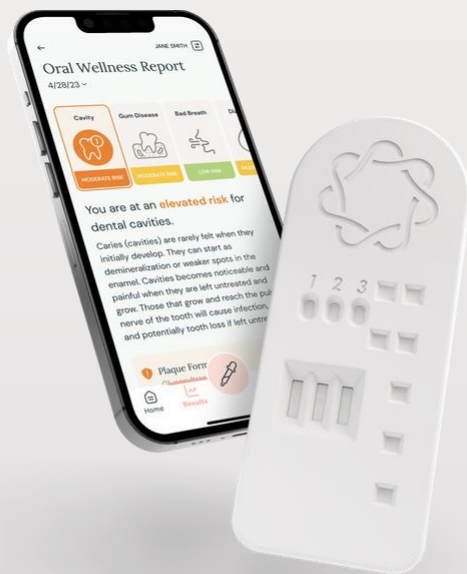 JANE SMITH
Oral Wellness Report
4/28/23
Cavity
Gum Disease
Bad Breath
MODERATE RISK
MODERATE RISK
LOW RISK
You are at an elevated risk for
dental cavities.
Caries (cavities) are rarely felt when they
initially develop. They can start as
demineralization or weaker spots in the
enamel. Cavities becomes noticeable and
painful when they are left untreated and
grow. Those that grow and reach the
nerve of the tooth will cause infection,
and potentially tooth loss if left
Plaque
Home
Results
1 2 3